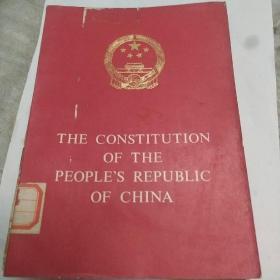 THE CONSTITUTION
OF THE
PEOPLE'S REPUBLIC
OF CHINA